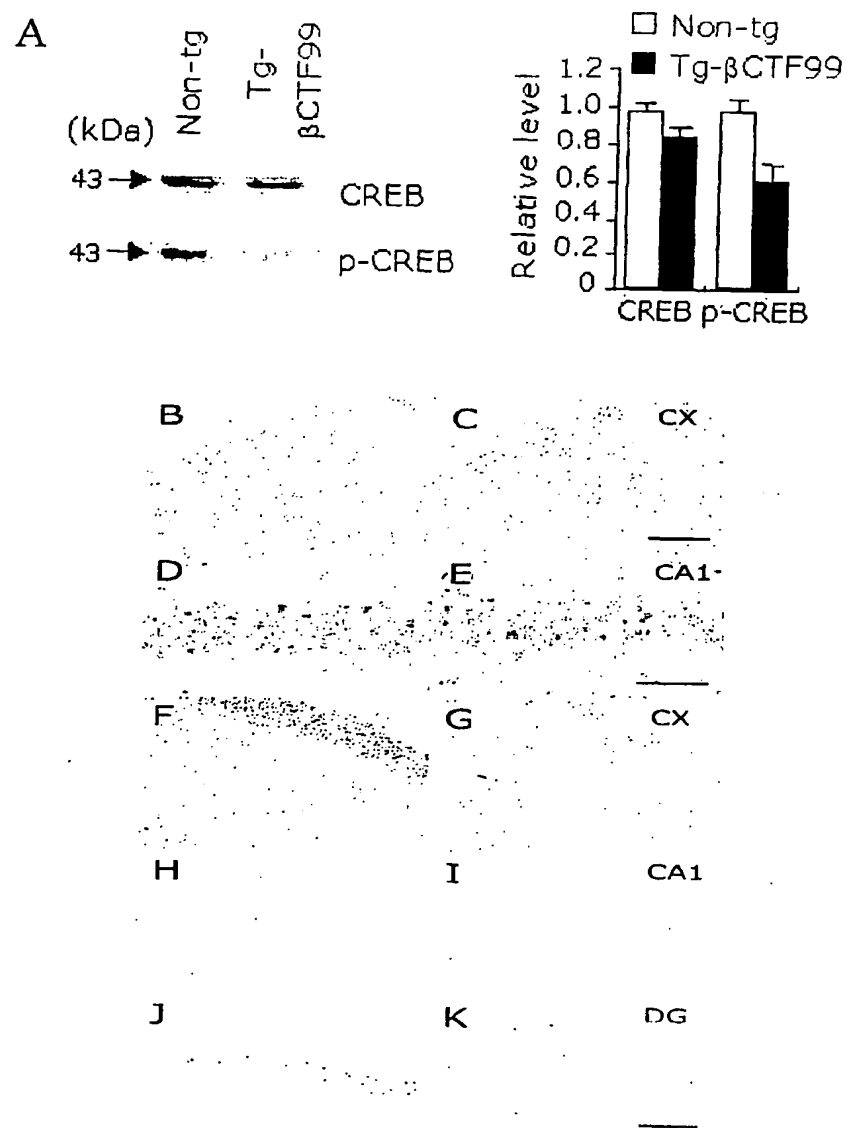 A
Non-tg
Tg-
βCTF99
(kDa)
43
CREB
43
p-CREB
Non-tg
Tg-βCTF99
Relative level
1.2
1.0
0.8
0.6
0.4
0.2
0
CREB p-CREB
B C CX
D E CA1
F G CX
H I CA1
J K DG